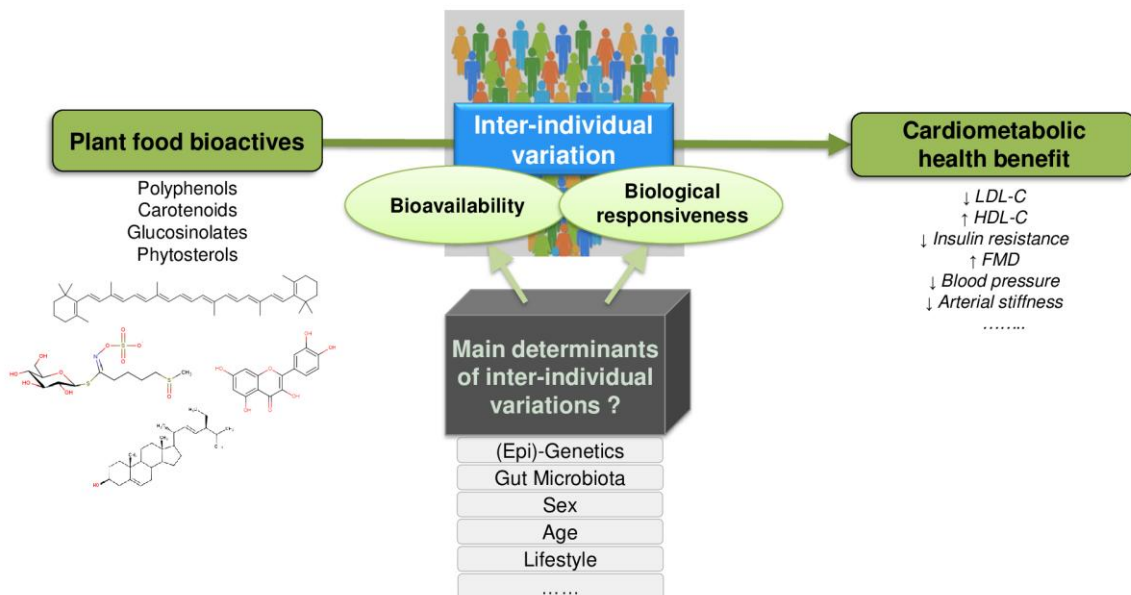 Plant food bioactives
Polyphenols
Carotenoids
Glucosinolates
Phytosterols
Inter-individual
variation
Bioavailability
Biological
responsiveness
Cardiometabolic
health benefit
↓ LDL-C
↑ HDL-C
↓ Insulin resistance
↑ FMD
↓ Blood pressure
↓ Arterial stiffness
……..
Main determinants
of inter-individual
variations ?
(Epi)-Genetics
Gut Microbiota
Sex
Age
Lifestyle
……